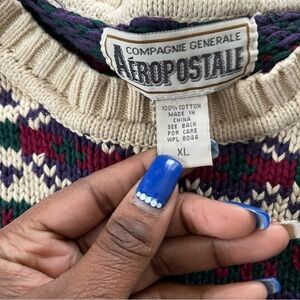 COMPAGNIE GENERALE
AÉROPOSTALE
100% COTTON
MADE IN
CHINA
SEE BACK
FOR CARE
WPL 8046
XL